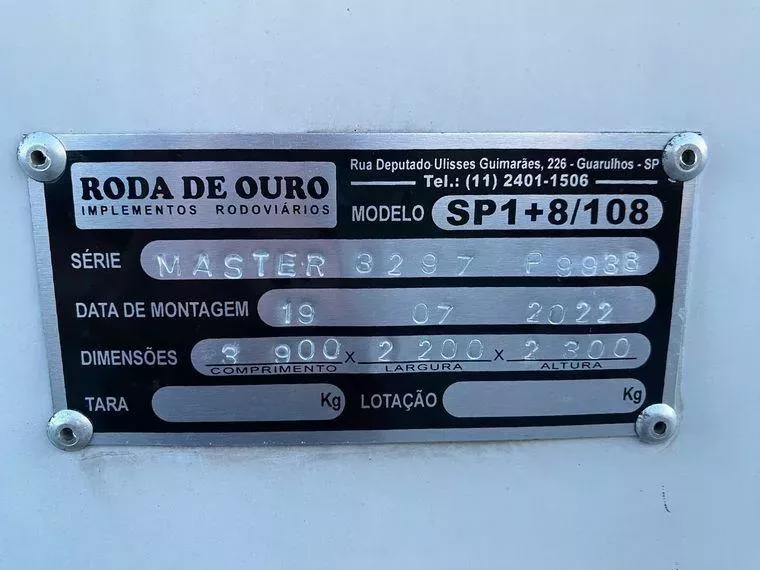 RODA DE OURO
IMPLEMENTOS RODOVIÁRIOS
Rua Deputado Ulisses Guimarães, 226 - Guarulhos - SP
Tel.: (11) 2401-1506
MODELO SP1+8/108
SÉRIE MASTER 3297 P9938
DATA DE MONTAGEM 19 07 2022
DIMENSÕES 3 900 x 2 200 x 2 300
COMPRIMENTO LARGURA ALTURA
TARA Kg LOTAÇÃO Kg